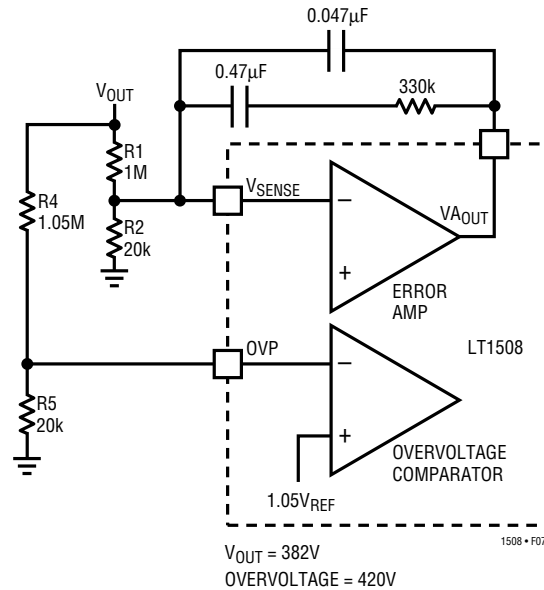 0.047µF
0.47µF
330k
VOUT
R1
1M
R4
1.05M
VSENSE
R2
20k
VAOUT
ERROR
AMP
LT1508
OVP
R5
20k
OVERVOLTAGE
COMPARATOR
1.05VREF
1508 • F07
VOUT = 382V
OVERVOLTAGE = 420V